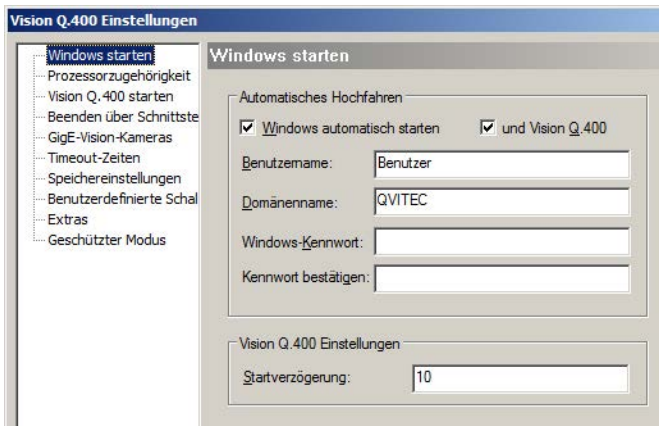 Vision Q.400 Einstellungen
Windows starten
Prozessorzugehörigkeit
Vision Q.400 starten
Beenden über Schnittste
GigE-Vision-Kameras
Timeout-Zeiten
Speichereinstellungen
Benutzerdefinierte Schal
Extras
Geschützter Modus
Windows starten
Automatisches Hochfahren
Windows automatisch starten und Vision Q.400
Benutzername: Benutzer
Domänenname: QVITEC
Windows-Kennwort:
Kennwort bestätigen:
Vision Q.400 Einstellungen
Startverzögerung: 10